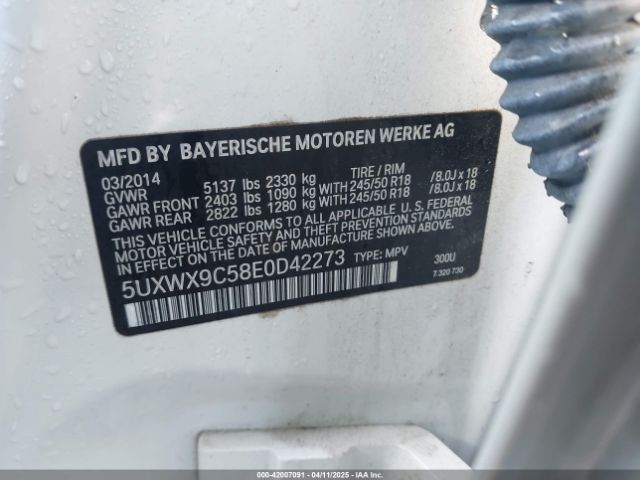 MFD BY BAYERISCHE MOTOREN WERKE AG
03/2014 TIRE / RIM
GVWR 5137 lbs 2330 kg
GAWR FRONT 2403 lbs 1090 kg WITH 245/50 R18 / 8.0J x 18
GAWR REAR 2822 lbs 1280 kg WITH 245/50 R18 / 8.0J x 18
THIS VEHICLE CONFORMS TO ALL APPLICABLE U. S. FEDERAL
MOTOR VEHICLE SAFETY AND THEFT PREVENTION STANDARDS
IN EFFECT ON THE DATE OF MANUFACTURE SHOWN ABOVE.
5UXWX9C58E0D42273 TYPE: MPV 300U
7.320 730
000-42007091 - 04/11/2025 - IAAI.COM